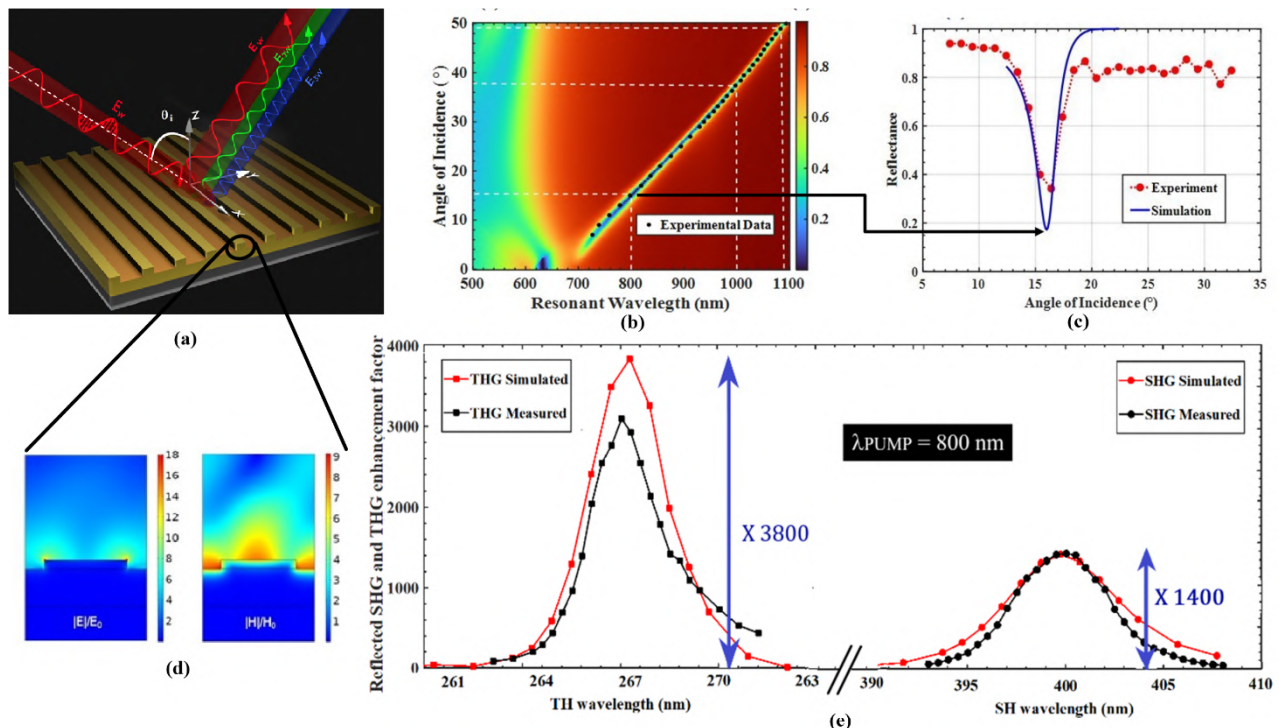 E_ω
E_ω
E_2ω
E_3ω
θi
Z
Y
X
(a)
Angle of Incidence (°)
50
40
30
20
10
0
500
600
700
800
900
1000
1100
Resonant Wavelegth (nm)
Experimental Data
0.8
0.6
0.4
0.2
(b)
Reflectance
1
0.8
0.6
0.4
0.2
0
5
10
15
20
25
30
35
Angle of Incidence (°)
Experiment
Simulation
(c)
18
16
14
12
10
8
6
4
2
|E|/E0
9
8
7
6
5
4
3
2
1
|H|/H0
(d)
Reflected SHG and THG enhancement factor
4000
3000
2000
1000
0
THG Simulated
THG Measured
X 3800
λPUMP = 800 nm
SHG Simulated
SHG Measured
X 1400
261
264
267
270
263
390
395
400
405
410
TH wavelength (nm)
SH wavelength (nm)
(e)